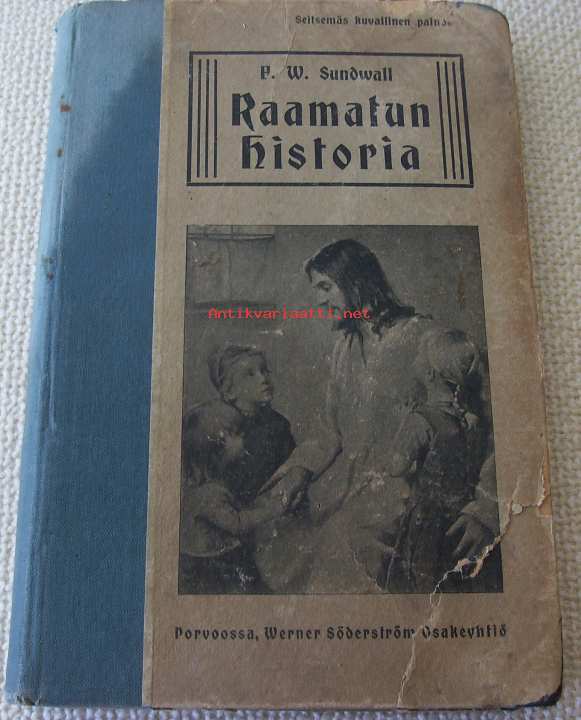 Seitsemäs kuvallinen painos
P. W. Sundwall
Raamatun
historia
Antikvariaatti.net
Porvoossa, Werner Söderström Osakeyhtiö